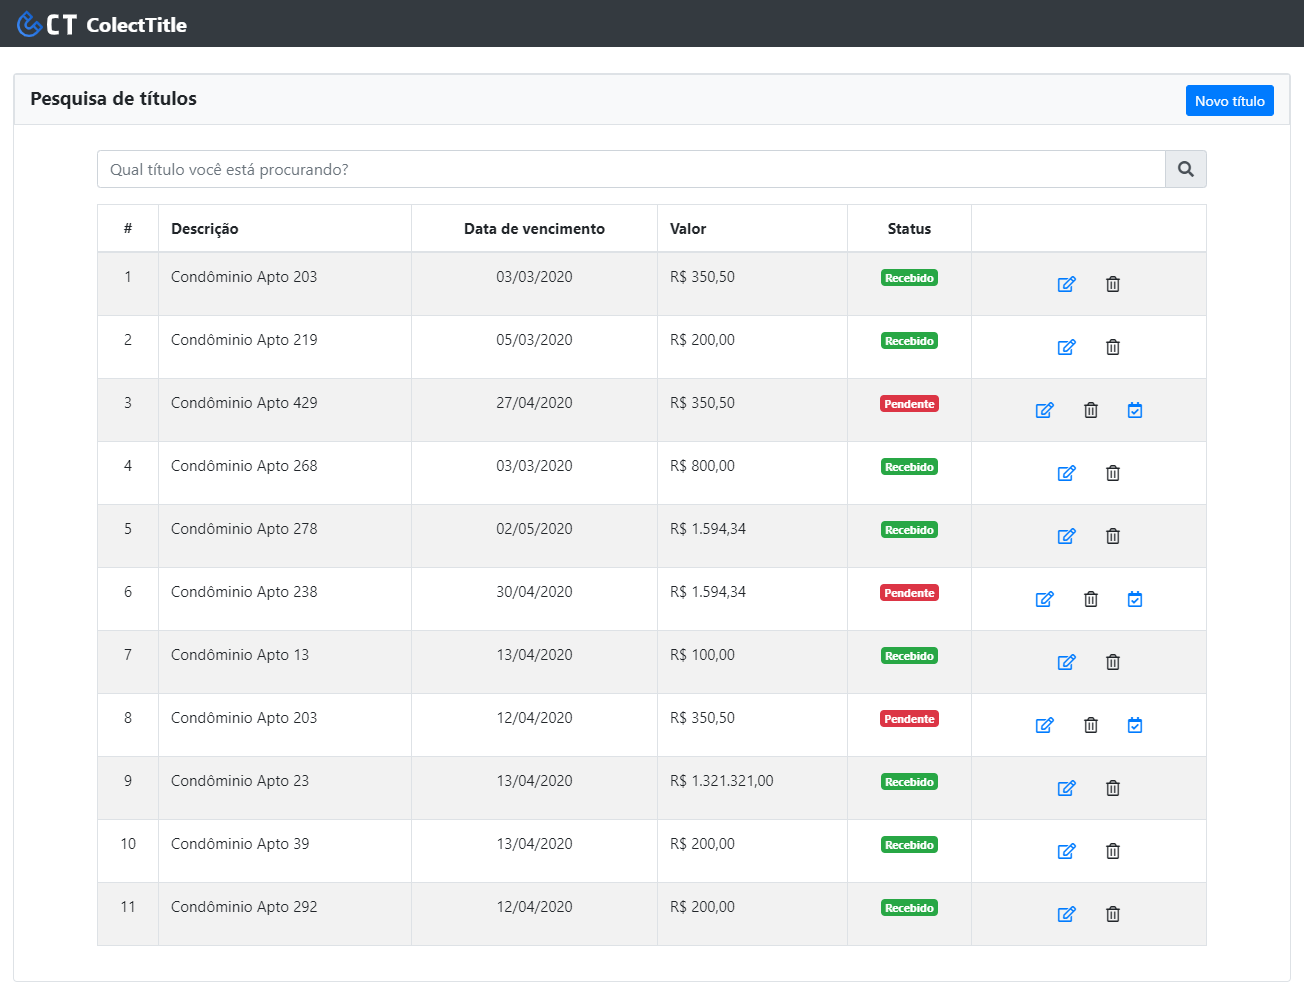 CT ColectTitle
Pesquisa de títulos
Novo título
Qual título você está procurando?
# Descrição Data de vencimento Valor Status
1 Condôminio Apto 203 03/03/2020 R$ 350,50 Recebido
2 Condôminio Apto 219 05/03/2020 R$ 200,00 Recebido
3 Condôminio Apto 429 27/04/2020 R$ 350,50 Pendente
4 Condôminio Apto 268 03/03/2020 R$ 800,00 Recebido
5 Condôminio Apto 278 02/05/2020 R$ 1.594,34 Recebido
6 Condôminio Apto 238 30/04/2020 R$ 1.594,34 Pendente
7 Condôminio Apto 13 13/04/2020 R$ 100,00 Recebido
8 Condôminio Apto 203 12/04/2020 R$ 350,50 Pendente
9 Condôminio Apto 23 13/04/2020 R$ 1.321.321,00 Recebido
10 Condôminio Apto 39 13/04/2020 R$ 200,00 Recebido
11 Condôminio Apto 292 12/04/2020 R$ 200,00 Recebido